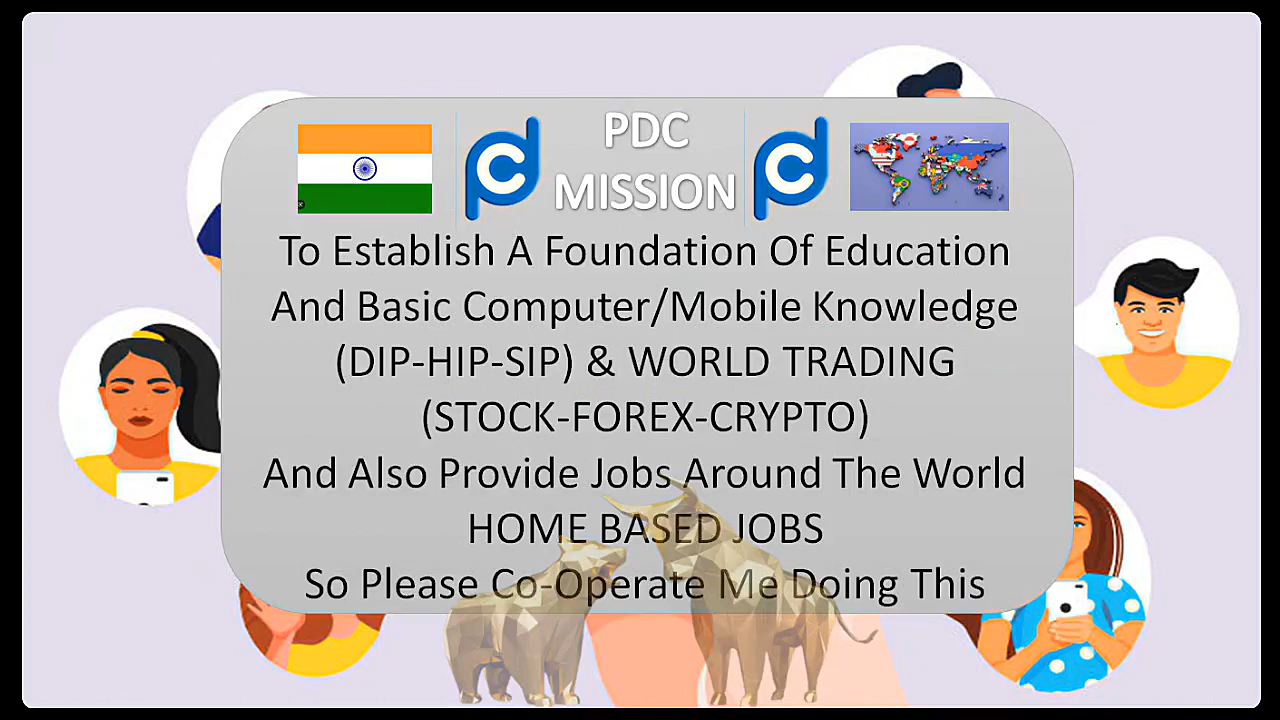 PDC
MISSION
To Establish A Foundation Of Education
And Basic Computer/Mobile Knowledge
(DIP-HIP-SIP) & WORLD TRADING
(STOCK-FOREX-CRYPTO)
And Also Provide Jobs Around The World
HOME BASED JOBS
So Please Co-Operate Me Doing This